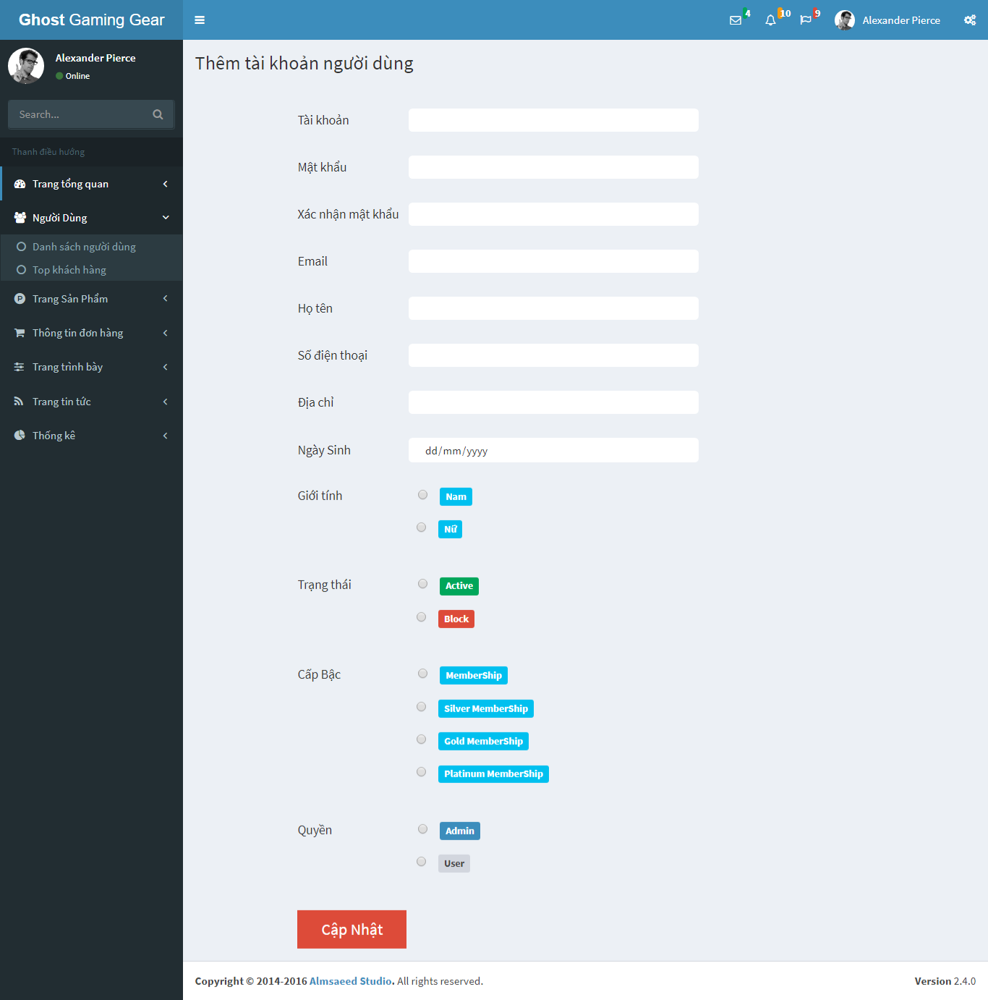 Ghost Gaming Gear
4
10
9
Alexander Pierce
Alexander Pierce
Online
Search...
Thanh điều hướng
Trang tổng quan
Người Dùng
Danh sách người dùng
Top khách hàng
Trang Sản Phẩm
Thông tin đơn hàng
Trang trình bày
Trang tin tức
Thống kê
Thêm tài khoản người dùng
Tài khoản
Mật khẩu
Xác nhận mật khẩu
Email
Họ tên
Số điện thoại
Địa chỉ
Ngày Sinh dd/mm/yyyy
Giới tính Nam
Nữ
Trạng thái Active
Block
Cấp Bậc MemberShip
Silver MemberShip
Gold MemberShip
Platinum MemberShip
Quyền Admin
User
Cập Nhật
Copyright © 2014-2016 Almsaeed Studio. All rights reserved.
Version 2.4.0